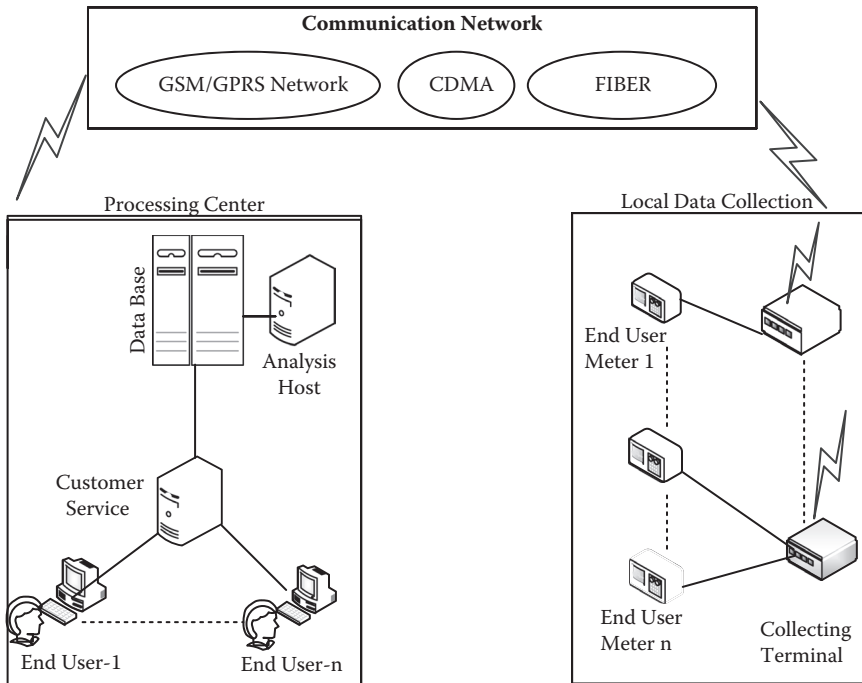 Communication Network
GSM/GPRS Network
CDMA
FIBER
Processing Center
Data Base
Analysis
Host
Customer
Service
End User-1
End User-n
Local Data Collection
End User
Meter 1
End User
Meter n
Collecting
Terminal